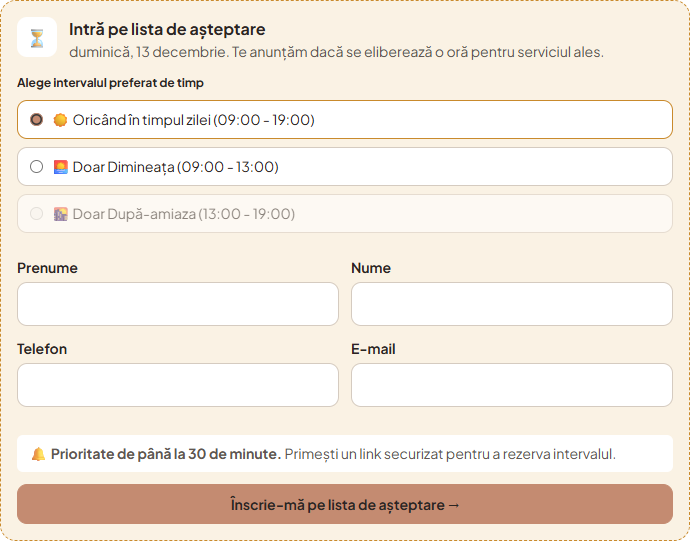 Intră pe lista de așteptare
duminică, 13 decembrie. Te anunțăm dacă se eliberează o oră pentru serviciul ales.
Alege intervalul preferat de timp
Oricând în timpul zilei (09:00 - 19:00)
Doar Dimineața (09:00 - 13:00)
Doar După-amiaza (13:00 - 19:00)
Prenume
Nume
Telefon
E-mail
Prioritate de până la 30 de minute. Primești un link securizat pentru a rezerva intervalul.
Înscrie-mă pe lista de așteptare →